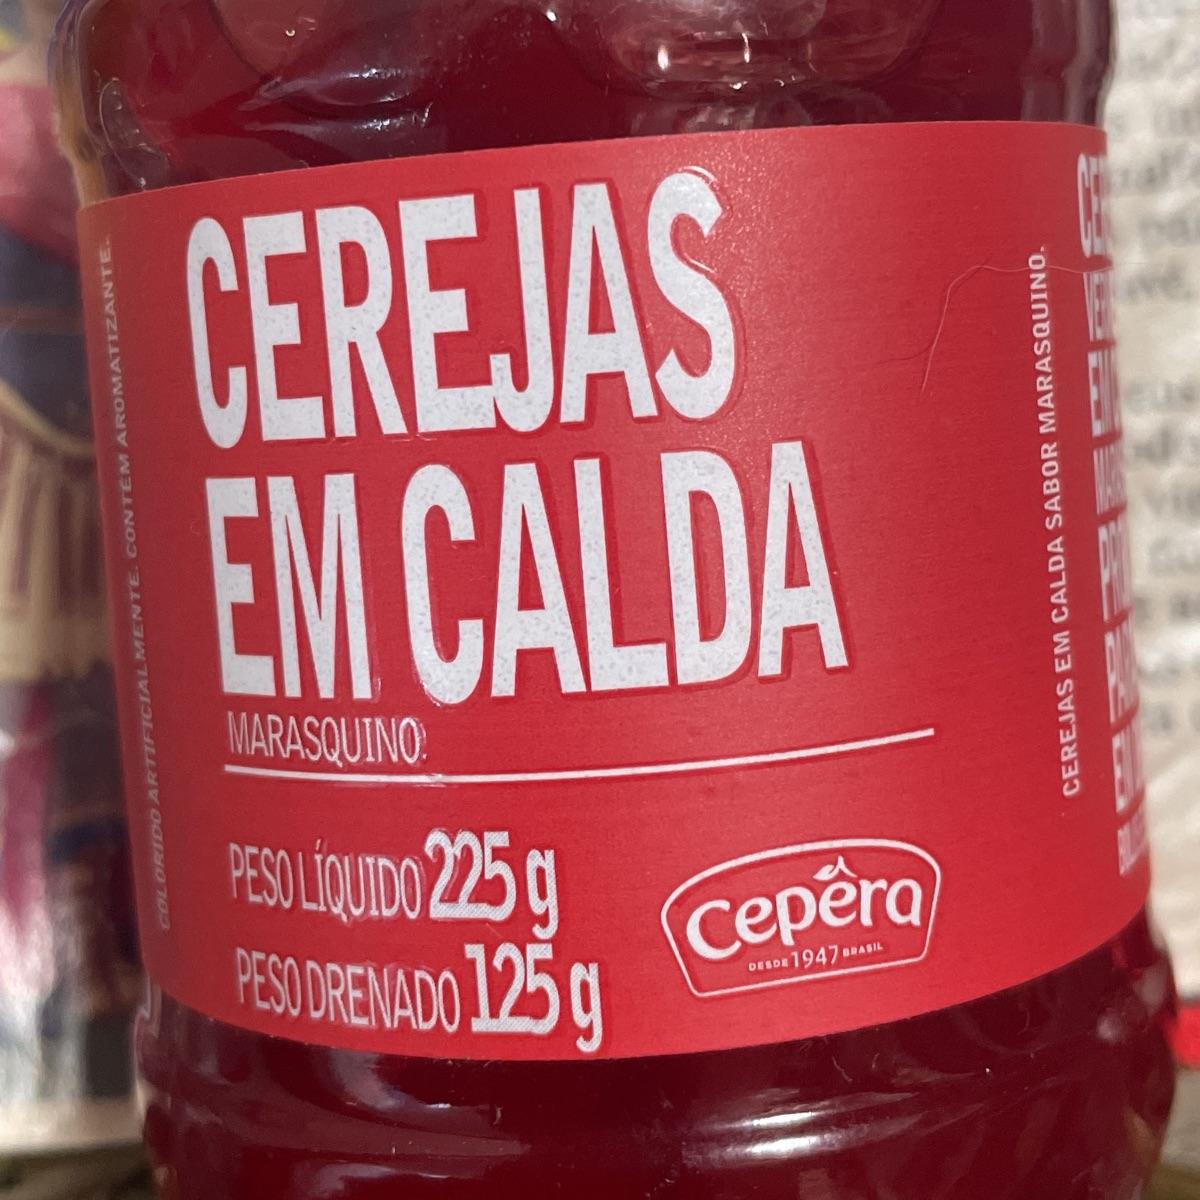 CEREJAS
EM CALDA
MARASQUINO
PESO LÍQUIDO 225 g
PESO DRENADO 125 g
Cepêra
DESDE 1947 BRASIL
COLORIDO ARTIFICIALMENTE. CONTÉM AROMATIZANTE.
CEREJAS EM CALDA SABOR MARASQUINO.